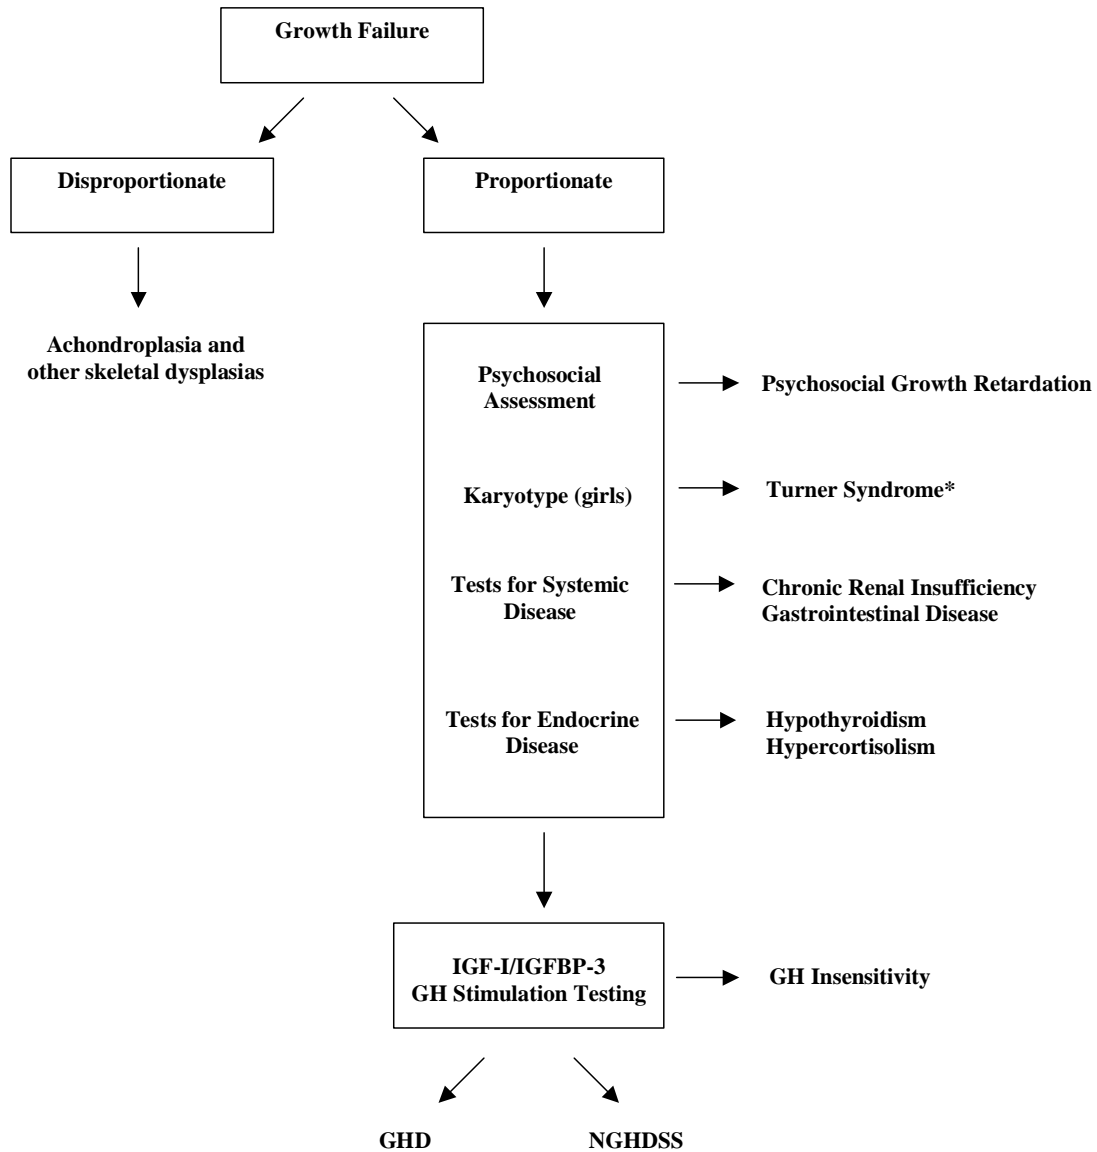 Growth Failure
Disproportionate
Proportionate
Achondroplasia and
other skeletal dysplasias
Psychosocial
Assessment
Psychosocial Growth Retardation
Karyotype (girls)
Turner Syndrome*
Tests for Systemic
Disease
Chronic Renal Insufficiency
Gastrointestinal Disease
Tests for Endocrine
Disease
Hypothyroidism
Hypercortisolism
IGF-I/IGFBP-3
GH Stimulation Testing
GH Insensitivity
GHD
NGHDSS